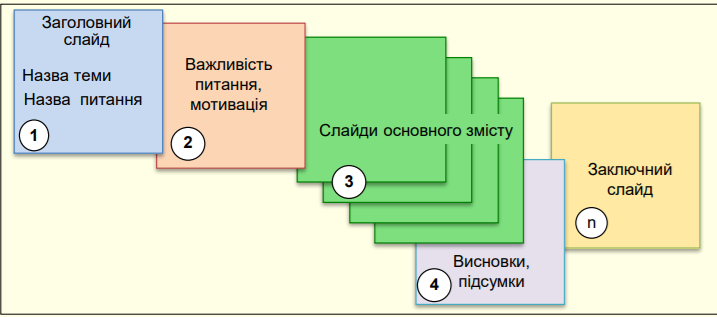 Заголовний
слайд
Назва теми
Назва питання
1
Важливість
питання,
мотивація
2
Слайди основного змісту
3
Висновки,
підсумки
4
Заключний
слайд
n